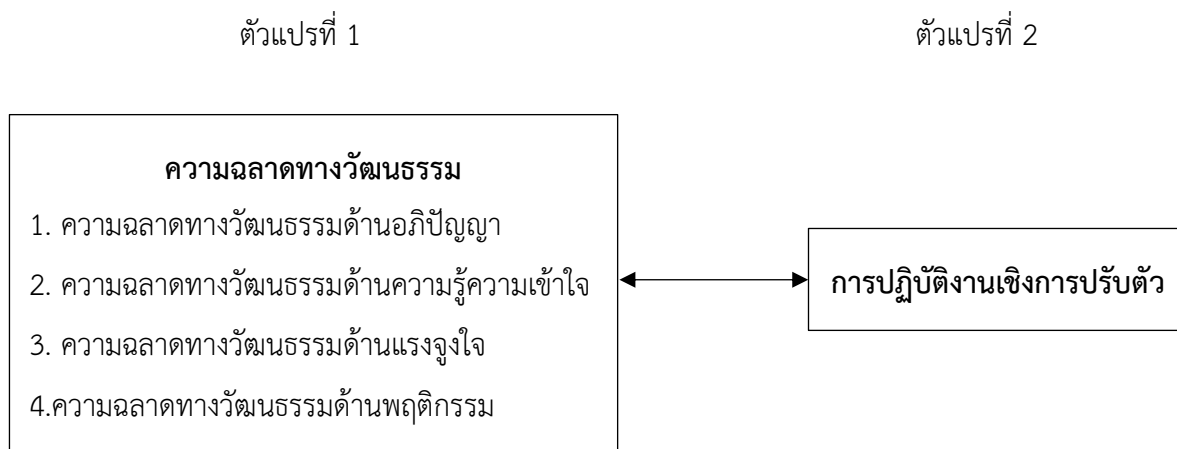 ตัวแปรที่ 1
ตัวแปรที่ 2
ความฉลาดทางวัฒนธรรม
1. ความฉลาดทางวัฒนธรรมด้านอภิปัญญา
2. ความฉลาดทางวัฒนธรรมด้านความรู้ความเข้าใจ
3. ความฉลาดทางวัฒนธรรมด้านแรงจูงใจ
4.ความฉลาดทางวัฒนธรรมด้านพฤติกรรม
การปฏิบัติงานเชิงการปรับตัว